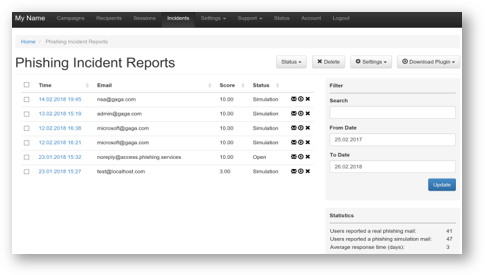 My Name Campaigns Recipients Sessions Incidents Settings Support Status Account Logout
Home / Phishing Incident Reports
Phishing Incident Reports
Status Delete Settings Download Plugin
Time Email Score Status
14.02.2018 19:45 nsa@gaga.com 10.00 Simulation
13.02.2018 15:19 admin@gaga.com 10.00 Simulation
12.02.2018 16:38 microsoft@gaga.com 10.00 Simulation
12.02.2018 16:21 microsoft@gaga.com 10.00 Simulation
23.01.2018 15:32 noreply@access.phishing.services 10.00 Open
23.01.2018 15:27 test@localhost.com 3.00 Simulation
Filter
Search
From Date
25.02.2017
To Date
26.02.2018
Update
Statistics
Users reported a real phishing mail: 41
Users reported a phishing simulation mail: 47
Average response time (days): 3